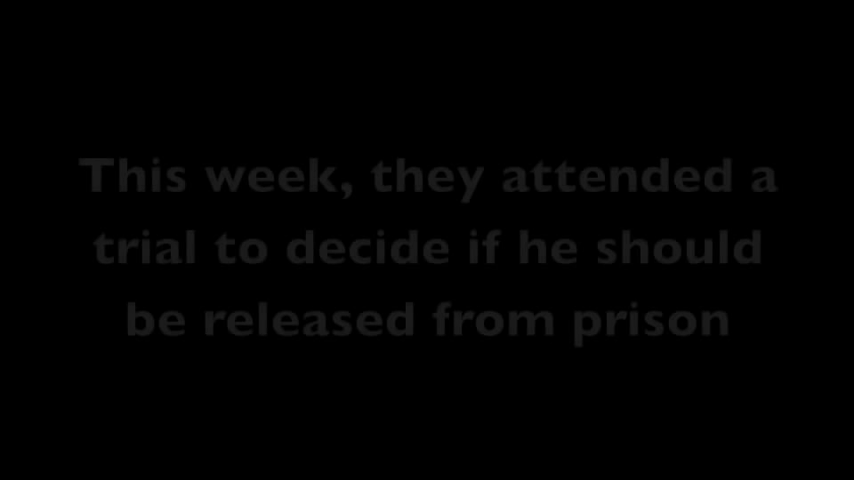 This week, they attended a
trial to decide if he should
be released from prison